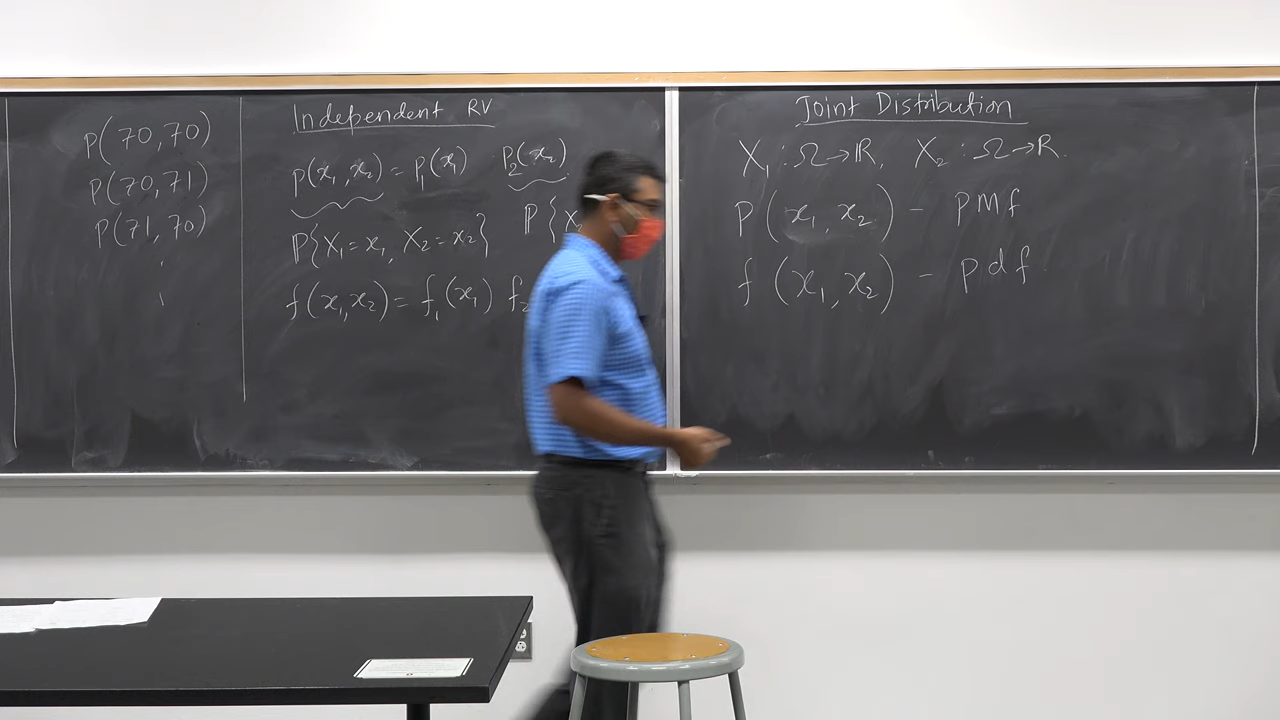 P(70,70)
P(70,71)
P(71,70)
Independent RV
p(x₁,x₂) = p₁(x₁) p₂(x₂)
P{X₁=x₁, X₂=x₂} P{X
f(x₁,x₂) = f₁(x₁) f₂
Joint Distribution
X₁:Ω→ℝ, X₂:Ω→ℝ.
p(x₁,x₂) - pmf
f(x₁,x₂) - pdf